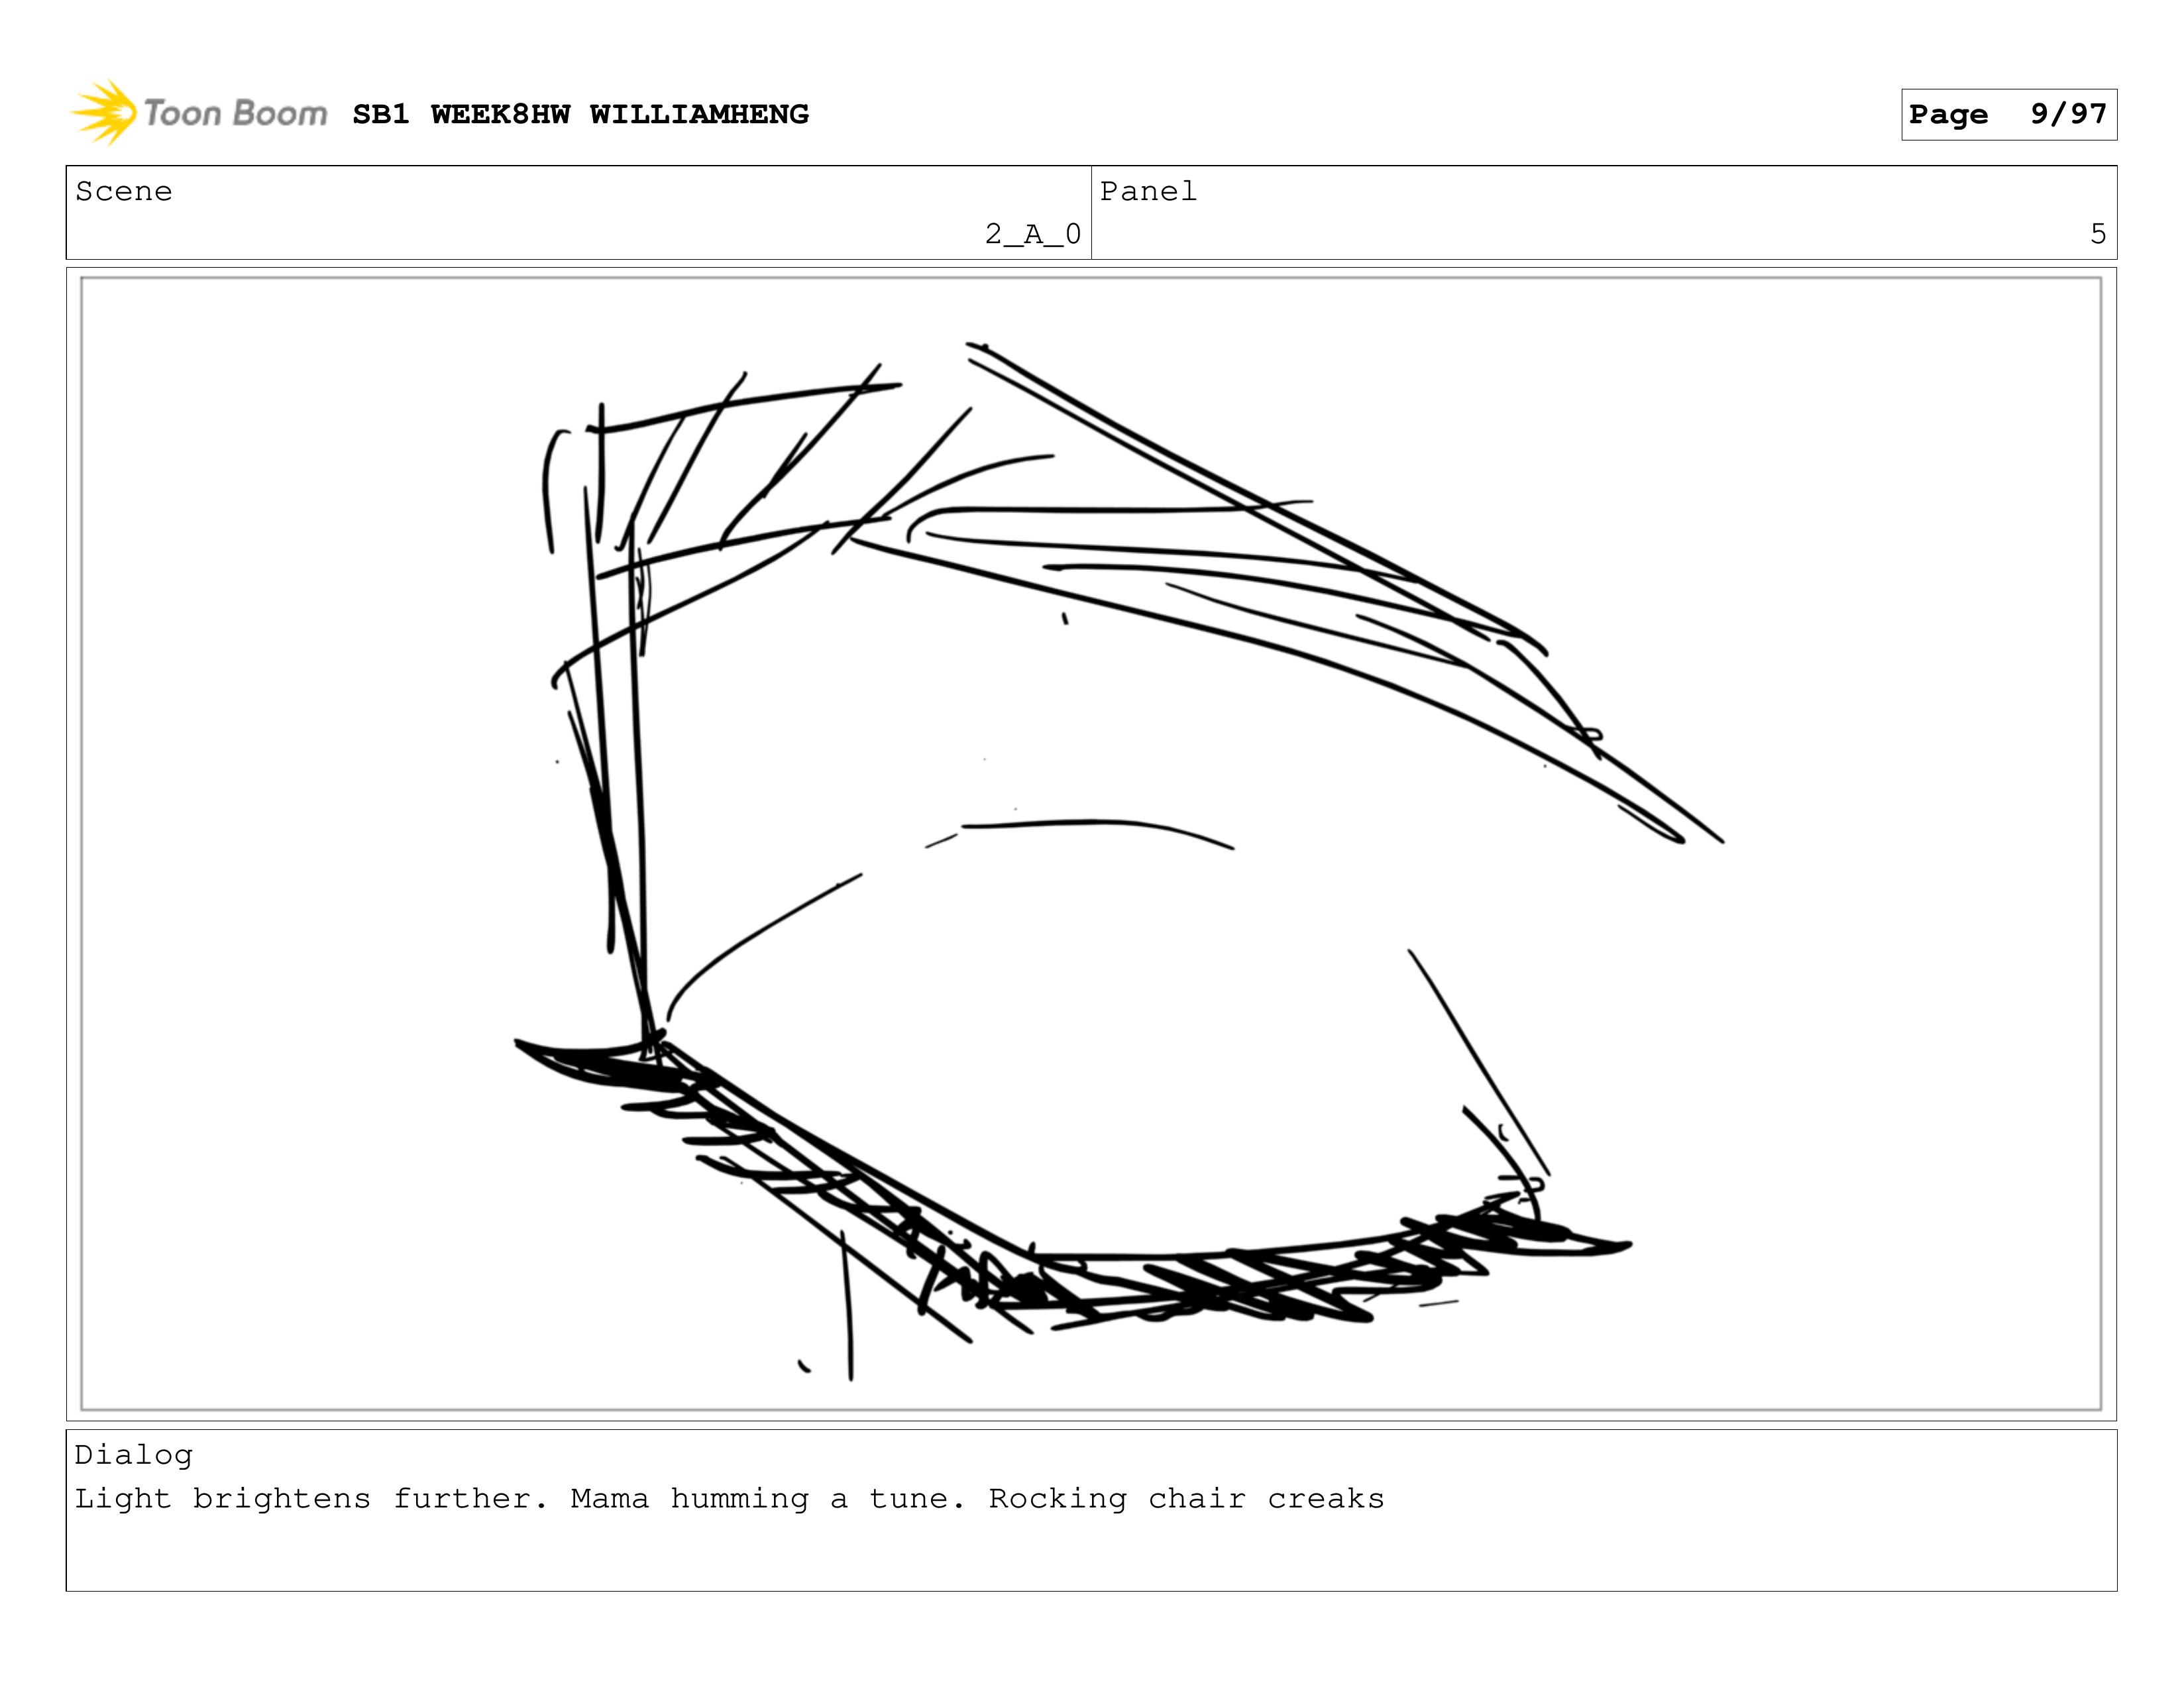 Toon Boom SB1 WEEK8HW WILLIAMHENG
Page 9/97
Scene
2_A_0
Panel
5
Dialog
Light brightens further. Mama humming a tune. Rocking chair creaks